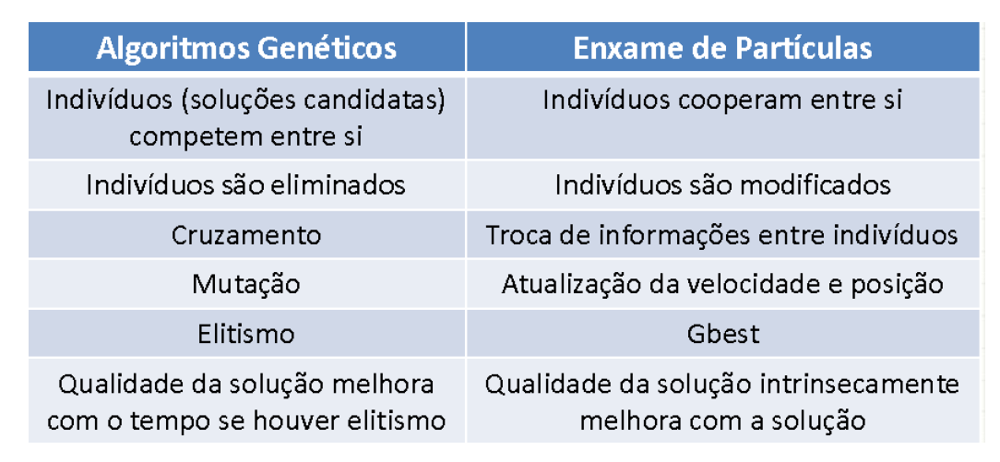 Algoritmos Genéticos
Enxame de Partículas
Indivíduos (soluções candidatas)
competem entre si
Indivíduos cooperam entre si
Indivíduos são eliminados
Indivíduos são modificados
Cruzamento
Troca de informações entre indivíduos
Mutação
Atualização da velocidade e posição
Elitismo
Gbest
Qualidade da solução melhora
com o tempo se houver elitismo
Qualidade da solução intrinsecamente
melhora com a solução